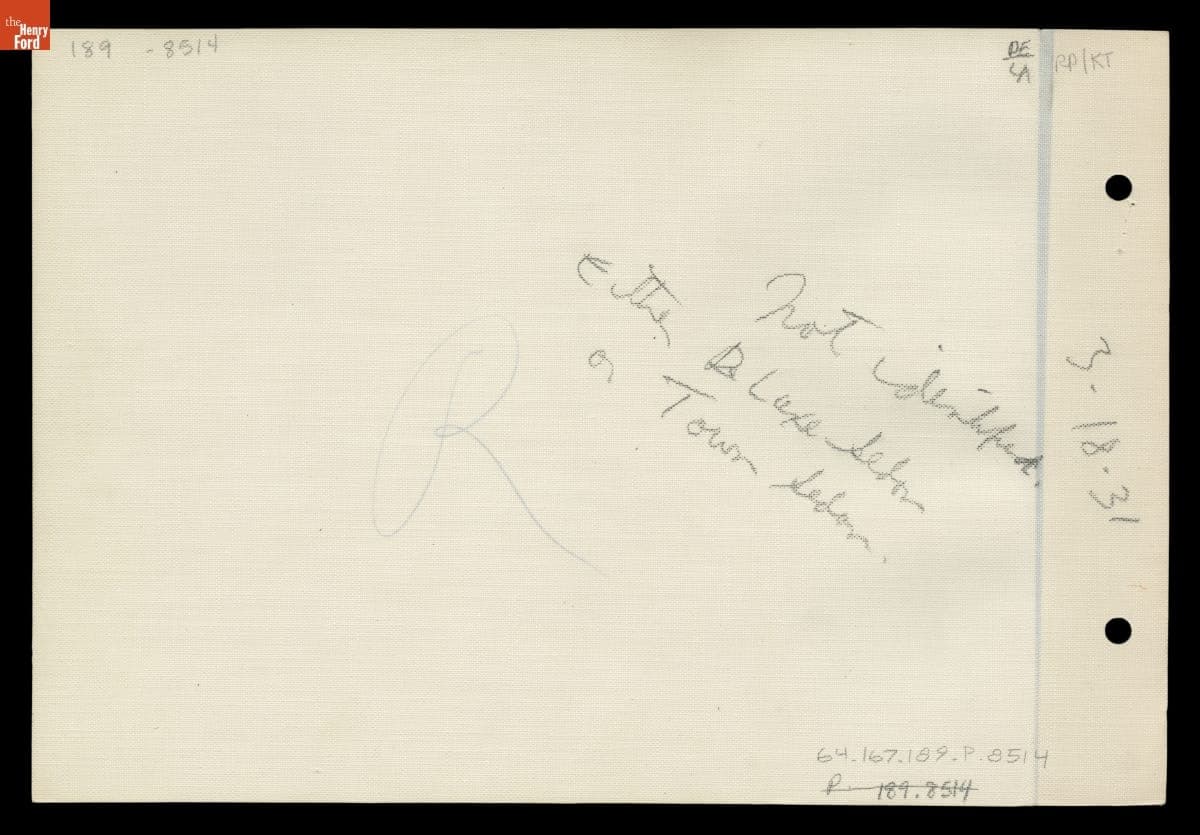 the
Henry
Ford
189 - 8514
DE
LA
RP/KT
Not identified.
Either De Luxe Sedan
or Town Sedan.
R
3-18-31
64.167.189.P.8514
P. 189.8514